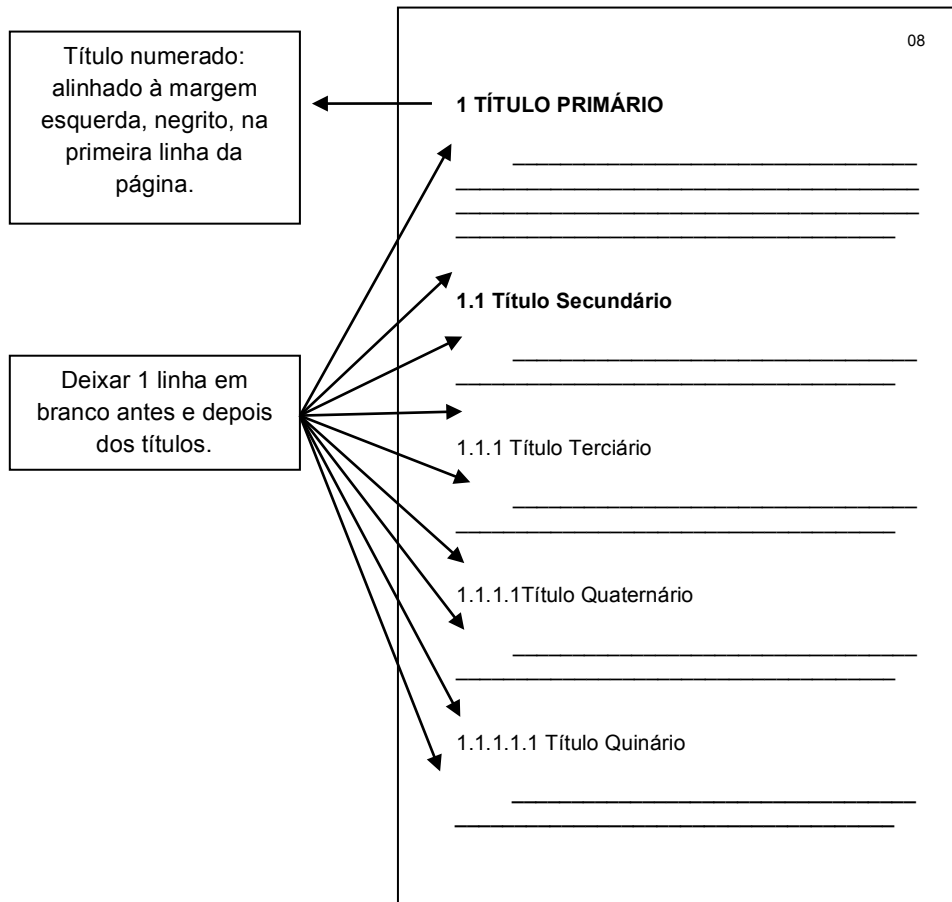 08
Título numerado:
alinhado à margem
esquerda, negrito, na
primeira linha da
página.
1 TÍTULO PRIMÁRIO
1.1 Título Secundário
Deixar 1 linha em
branco antes e depois
dos títulos.
1.1.1 Título Terciário
1.1.1.1Título Quaternário
1.1.1.1.1 Título Quinário